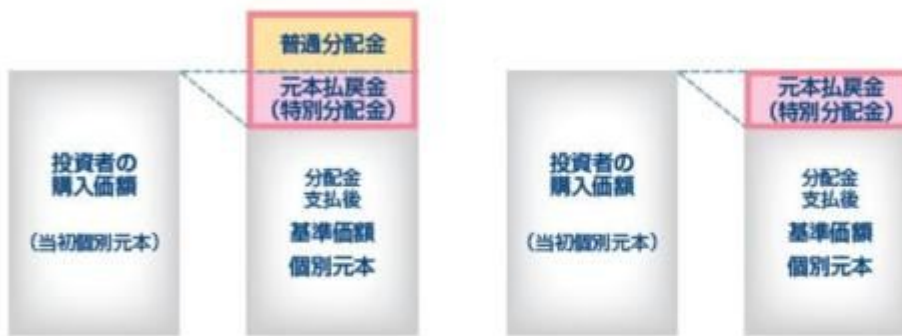 普通分配金
元本払戻金
（特別分配金）
投資者の
購入価額
（当初個別元本）
分配金
支払後
基準価額
個別元本
元本払戻金
（特別分配金）
投資者の
購入価額
（当初個別元本）
分配金
支払後
基準価額
個別元本